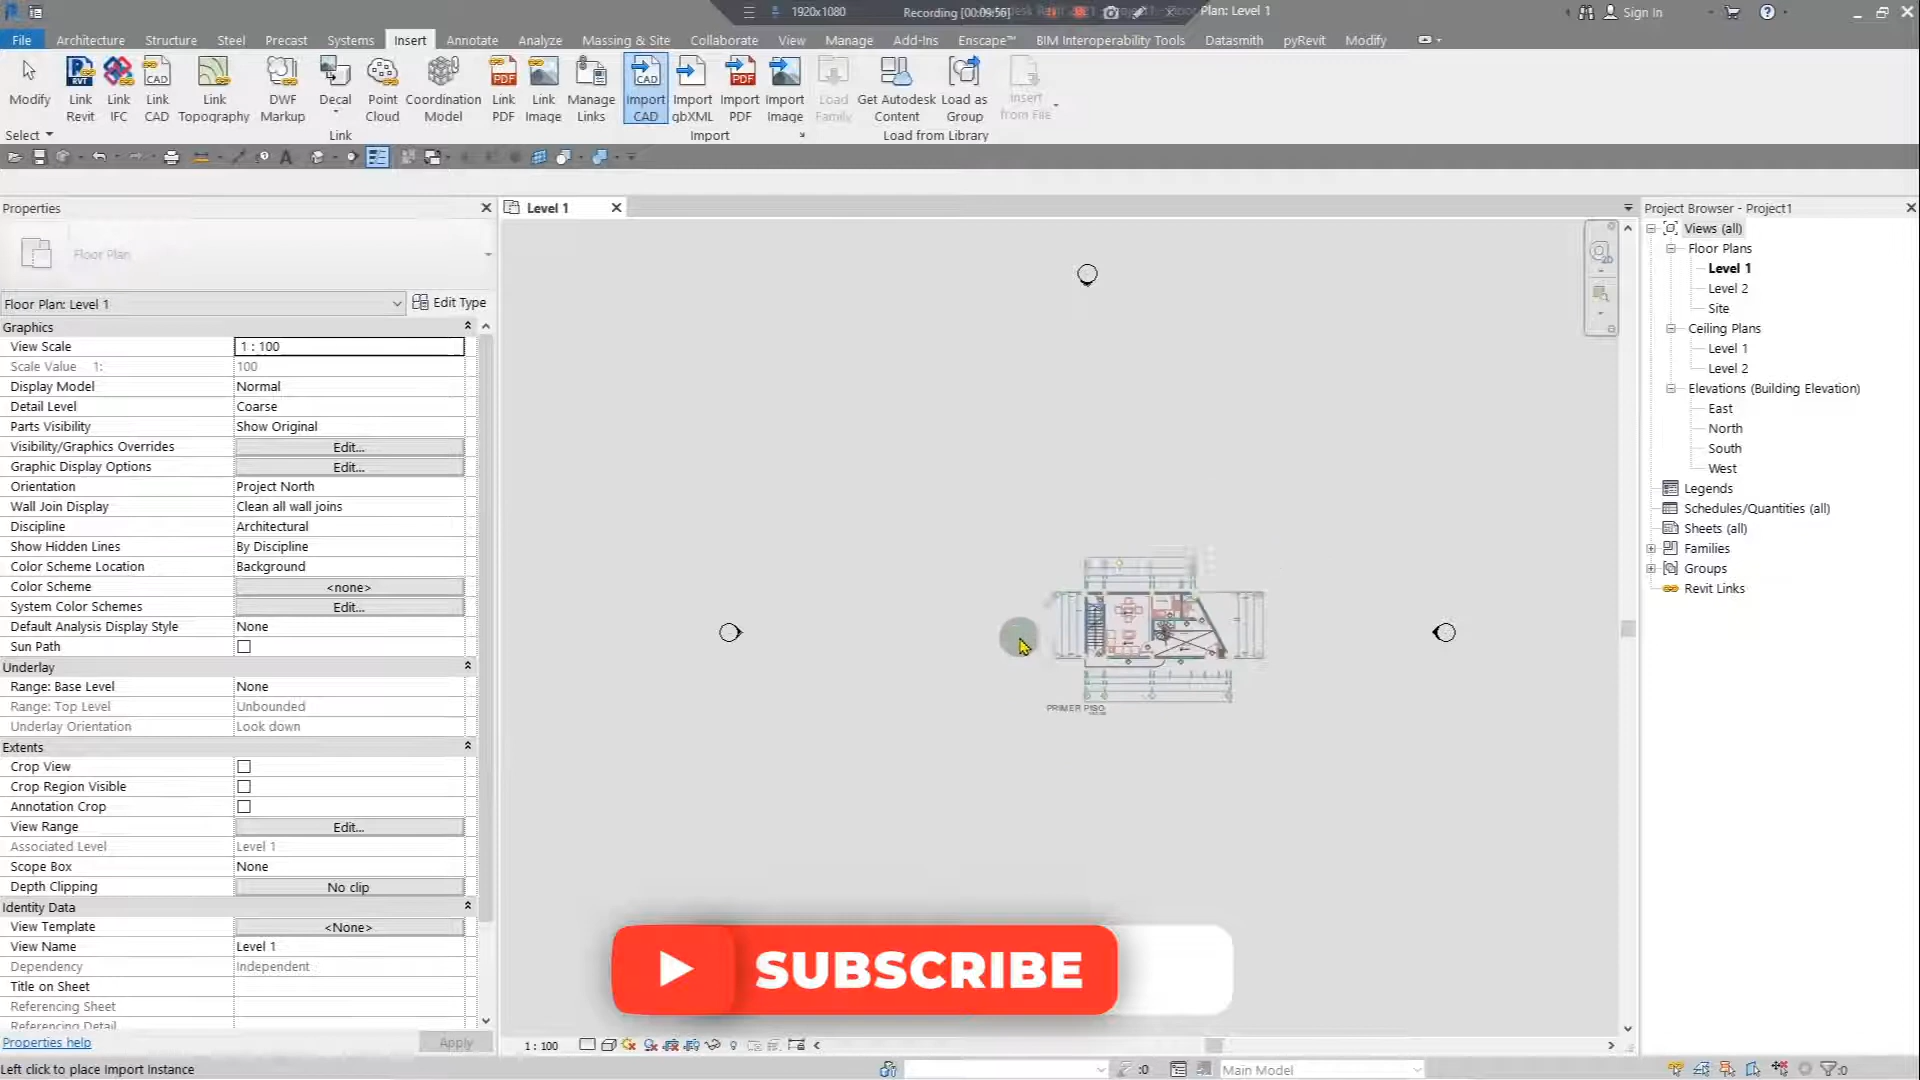 1920x1080
Recording [00:09:56]
Plan: Level 1
Sign In
File Architecture Structure Steel Precast Systems Insert Annotate Analyze Massing & Site Collaborate View Manage Add-Ins Enscape™ BIM Interoperability Tools Datasmith pyRevit Modify
Modify
Link Revit
Link IFC
Link CAD
Link Topography
DWF Markup
Decal
Point Cloud
Coordination Model
Link PDF
Link Image
Manage Links
Import CAD
Import gbXML
Import PDF
Import Image
Load Family
Get Autodesk Content
Load as Group
Insert from File
Select
Link
Import
Load from Library
Properties
Level 1
Project Browser - Project1
Floor Plan
Floor Plan: Level 1
Edit Type
Graphics
View Scale 1 : 100
Scale Value 1: 100
Display Model Normal
Detail Level Coarse
Parts Visibility Show Original
Visibility/Graphics Overrides Edit...
Graphic Display Options Edit...
Orientation Project North
Wall Join Display Clean all wall joins
Discipline Architectural
Show Hidden Lines By Discipline
Color Scheme Location Background
Color Scheme <none>
System Color Schemes Edit...
Default Analysis Display Style None
Sun Path
Underlay
Range: Base Level None
Range: Top Level Unbounded
Underlay Orientation Look down
Extents
Crop View
Crop Region Visible
Annotation Crop
View Range Edit...
Associated Level Level 1
Scope Box None
Depth Clipping No clip
Identity Data
View Template <None>
View Name Level 1
Dependency Independent
Title on Sheet
Referencing Sheet
Referencing Detail
Properties help
Apply
PRIMER PISO
SUBSCRIBE
Views (all)
Floor Plans
Level 1
Level 2
Site
Ceiling Plans
Level 1
Level 2
Elevations (Building Elevation)
East
North
South
West
Legends
Schedules/Quantities (all)
Sheets (all)
Families
Groups
Revit Links
1 : 100
Left click to place Import Instance
:0
Main Model
:0